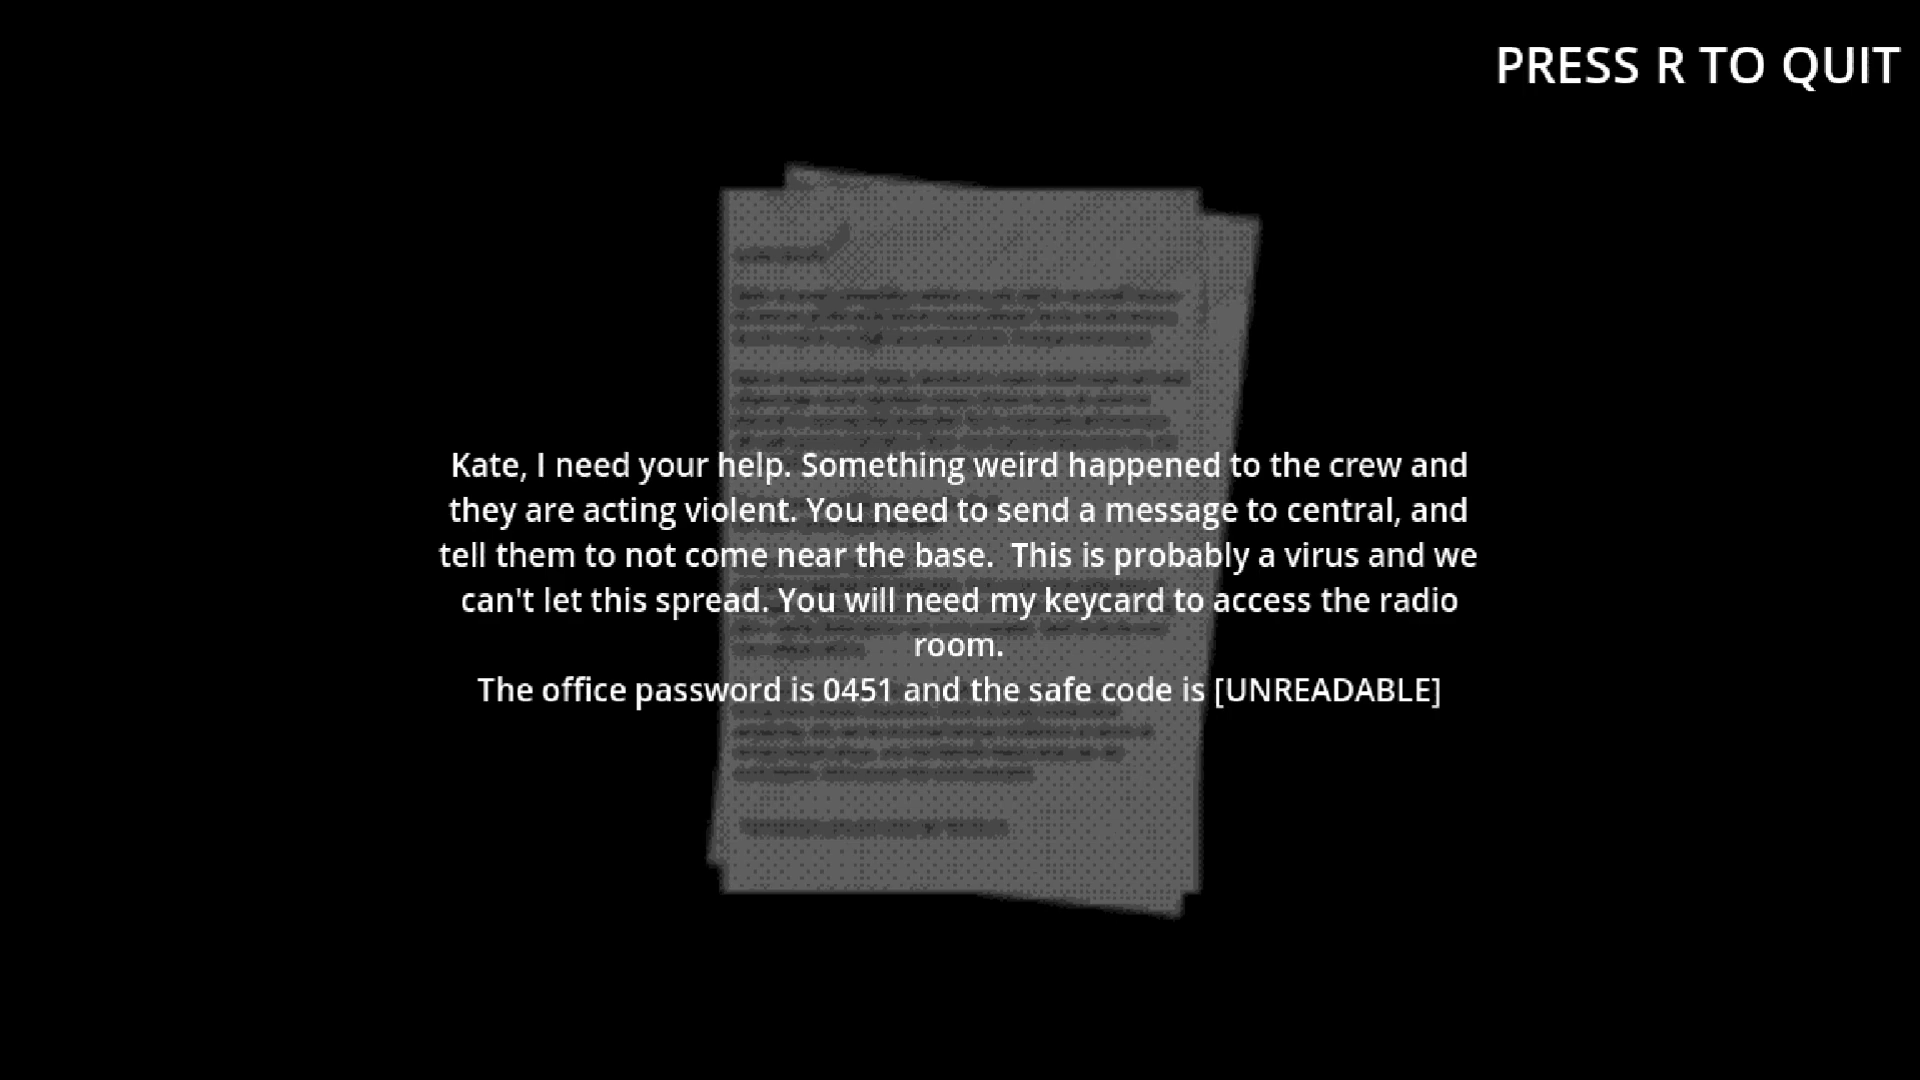 PRESS R TO QUIT
Kate, I need your help. Something weird happened to the crew and
they are acting violent. You need to send a message to central, and
tell them to not come near the base.  This is probably a virus and we
can't let this spread. You will need my keycard to access the radio
room.
The office password is 0451 and the safe code is [UNREADABLE]